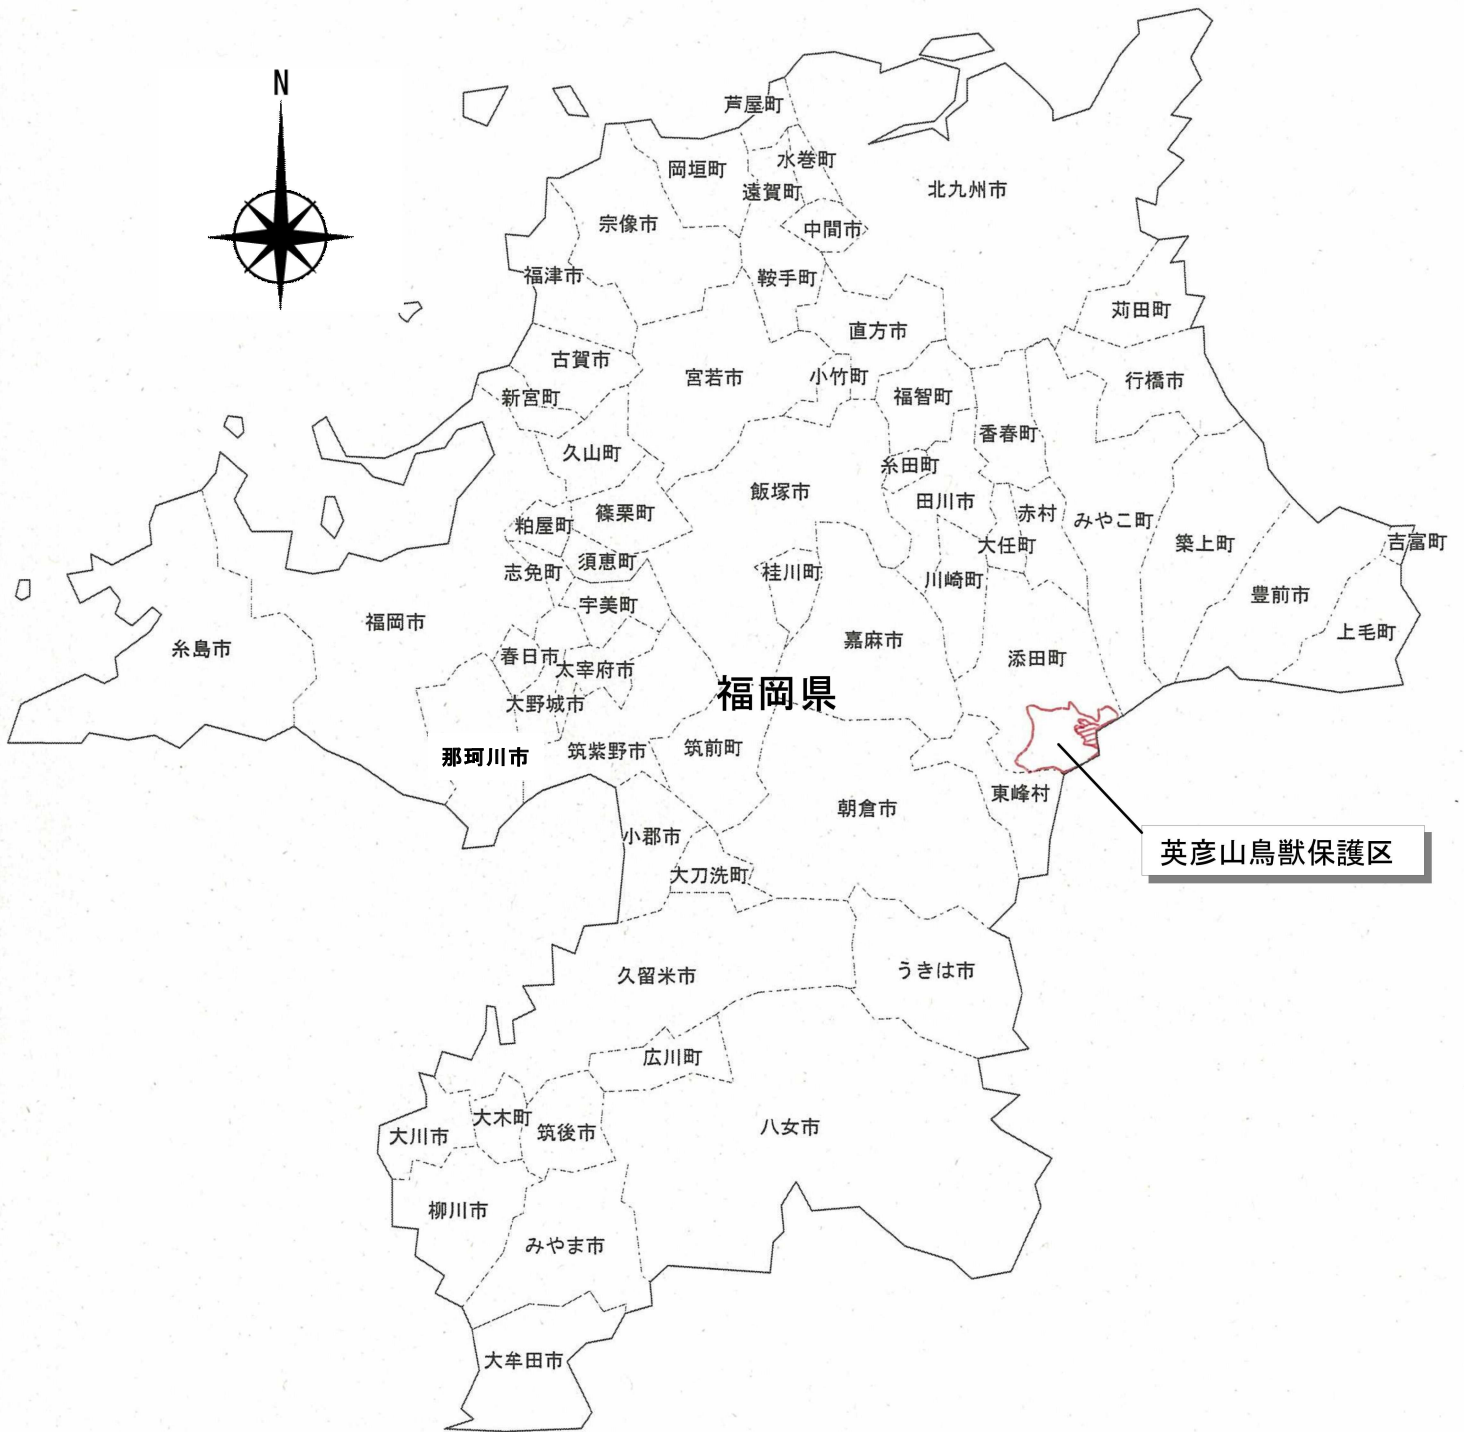 N
芦屋町
水巻町
岡垣町
遠賀町
北九州市
宗像市
中間市
福津市
鞍手町
苅田町
直方市
古賀市
宮若市
小竹町
行橋市
新宮町
福智町
香春町
久山町
糸田町
飯塚市
田川市
篠栗町
赤村
みやこ町
粕屋町
築上町
吉富町
大任町
須恵町
志免町
桂川町
川崎町
豊前市
宇美町
福岡市
上毛町
嘉麻市
糸島市
春日市
添田町
太宰府市
福岡県
大野城市
筑紫野市
筑前町
那珂川市
東峰村
朝倉市
小郡市
英彦山鳥獣保護区
大刀洗町
うきは市
久留米市
広川町
大木町
八女市
筑後市
大川市
柳川市
みやま市
大牟田市